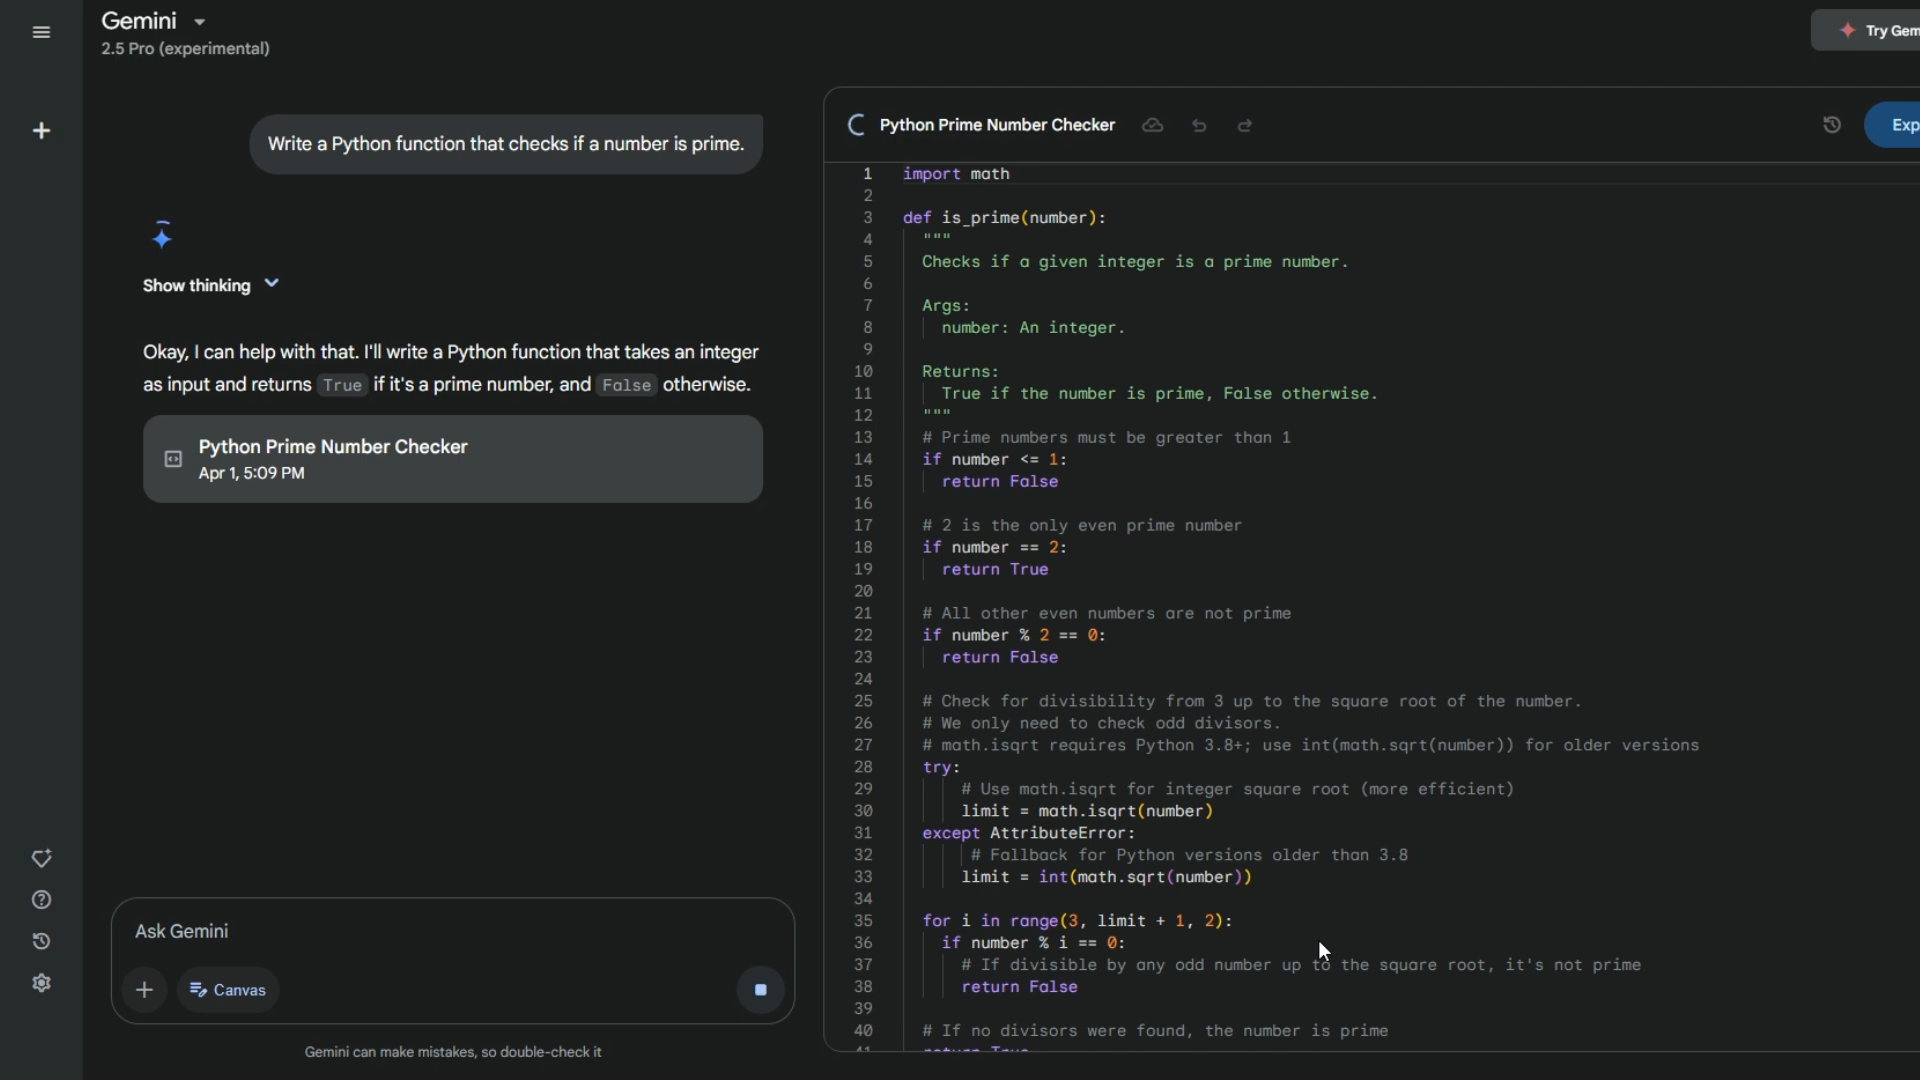 Gemini
2.5 Pro (experimental)
Try Gem
Write a Python function that checks if a number is prime.
Show thinking
Okay, I can help with that. I'll write a Python function that takes an integer
as input and returns True if it's a prime number, and False otherwise.
Python Prime Number Checker
Apr 1, 5:09 PM
Ask Gemini
Canvas
Gemini can make mistakes, so double-check it
Python Prime Number Checker
Exp
1 import math
2
3 def is_prime(number):
4 """
5 Checks if a given integer is a prime number.
6
7 Args:
8 number: An integer.
9
10 Returns:
11 True if the number is prime, False otherwise.
12 """
13 # Prime numbers must be greater than 1
14 if number <= 1:
15 return False
16
17 # 2 is the only even prime number
18 if number == 2:
19 return True
20
21 # All other even numbers are not prime
22 if number % 2 == 0:
23 return False
24
25 # Check for divisibility from 3 up to the square root of the number.
26 # We only need to check odd divisors.
27 # math.isqrt requires Python 3.8+; use int(math.sqrt(number)) for older versions
28 try:
29 # Use math.isqrt for integer square root (more efficient)
30 limit = math.isqrt(number)
31 except AttributeError:
32 # Fallback for Python versions older than 3.8
33 limit = int(math.sqrt(number))
34
35 for i in range(3, limit + 1, 2):
36 if number % i == 0:
37 # If divisible by any odd number up to the square root, it's not prime
38 return False
39
40 # If no divisors were found, the number is prime
41 return True